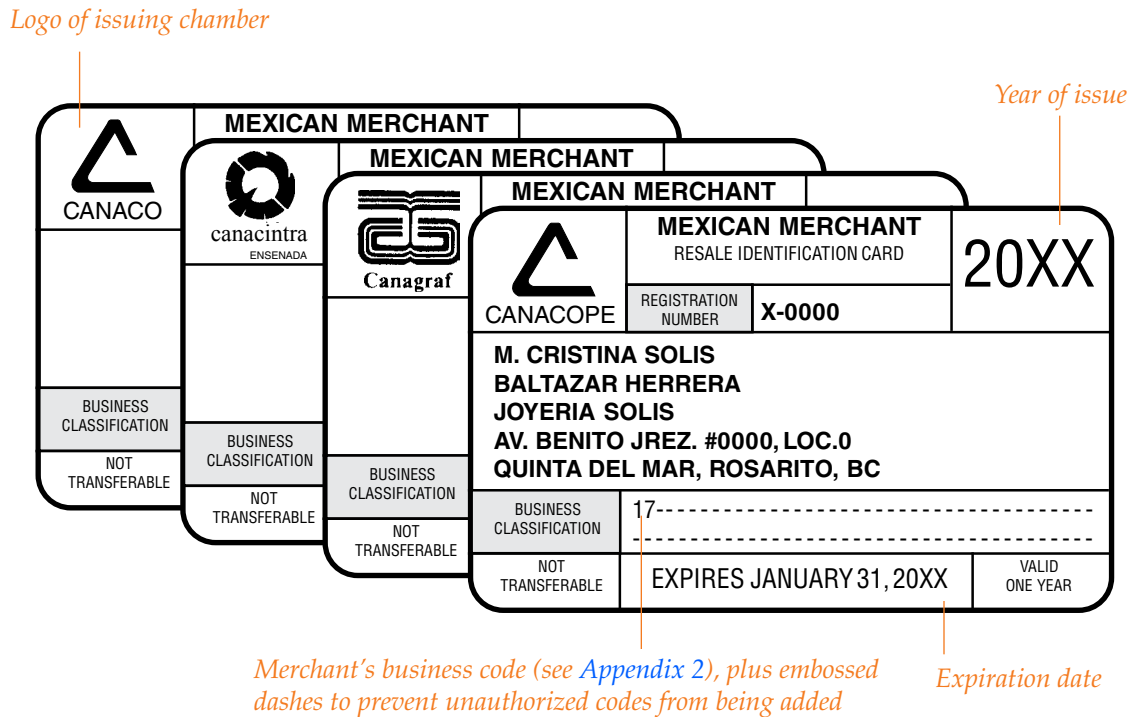 Logo of issuing chamber
Year of issue
MEXICAN MERCHANT
CANACO
BUSINESS
CLASSIFICATION
NOT
TRANSFERABLE
MEXICAN MERCHANT
canacintra
ENSENADA
BUSINESS
CLASSIFICATION
NOT
TRANSFERABLE
MEXICAN MERCHANT
Canagraf
BUSINESS
CLASSIFICATION
NOT
TRANSFERABLE
CANACOPE
MEXICAN MERCHANT
RESALE IDENTIFICATION CARD
REGISTRATION
NUMBER
X-0000
20XX
M. CRISTINA SOLIS
BALTAZAR HERRERA
JOYERIA SOLIS
AV. BENITO JREZ. #0000, LOC.0
QUINTA DEL MAR, ROSARITO, BC
BUSINESS
CLASSIFICATION
17--------------------------------
----------------------------------
NOT
TRANSFERABLE
EXPIRES JANUARY 31, 20XX
VALID
ONE YEAR
Merchant's business code (see Appendix 2), plus embossed
dashes to prevent unauthorized codes from being added
Expiration date